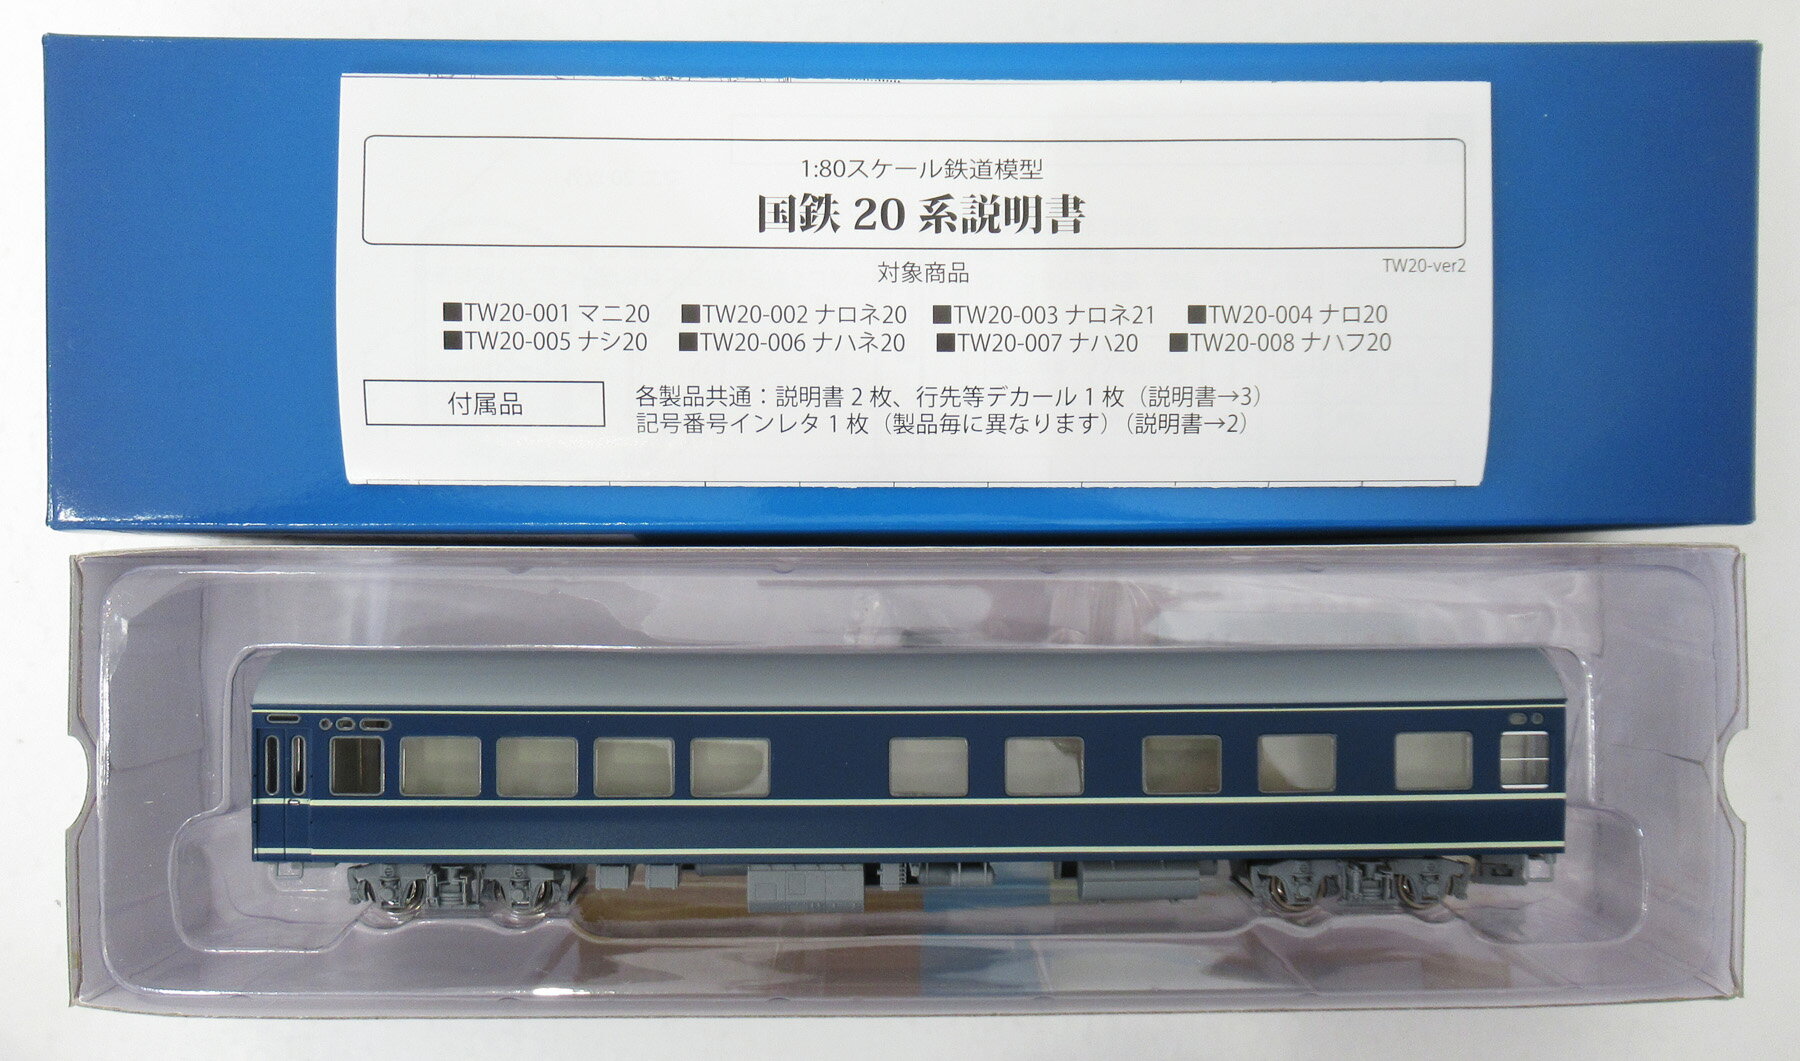 1:80スケール鉄道模型
国鉄 20 系説明書
対象商品
TW20-ver2
■TW20-001 マニ20 ■TW20-002 ナロネ20 ■TW20-003 ナロネ21 ■TW20-004 ナロ20
■TW20-005 ナシ20 ■TW20-006 ナハネ20 ■TW20-007 ナハ20 ■TW20-008 ナハフ20
付属品
各製品共通：説明書 2 枚、行先等デカール 1 枚（説明書→3）
記号番号インレタ 1 枚（製品毎に異なります）（説明書→2）